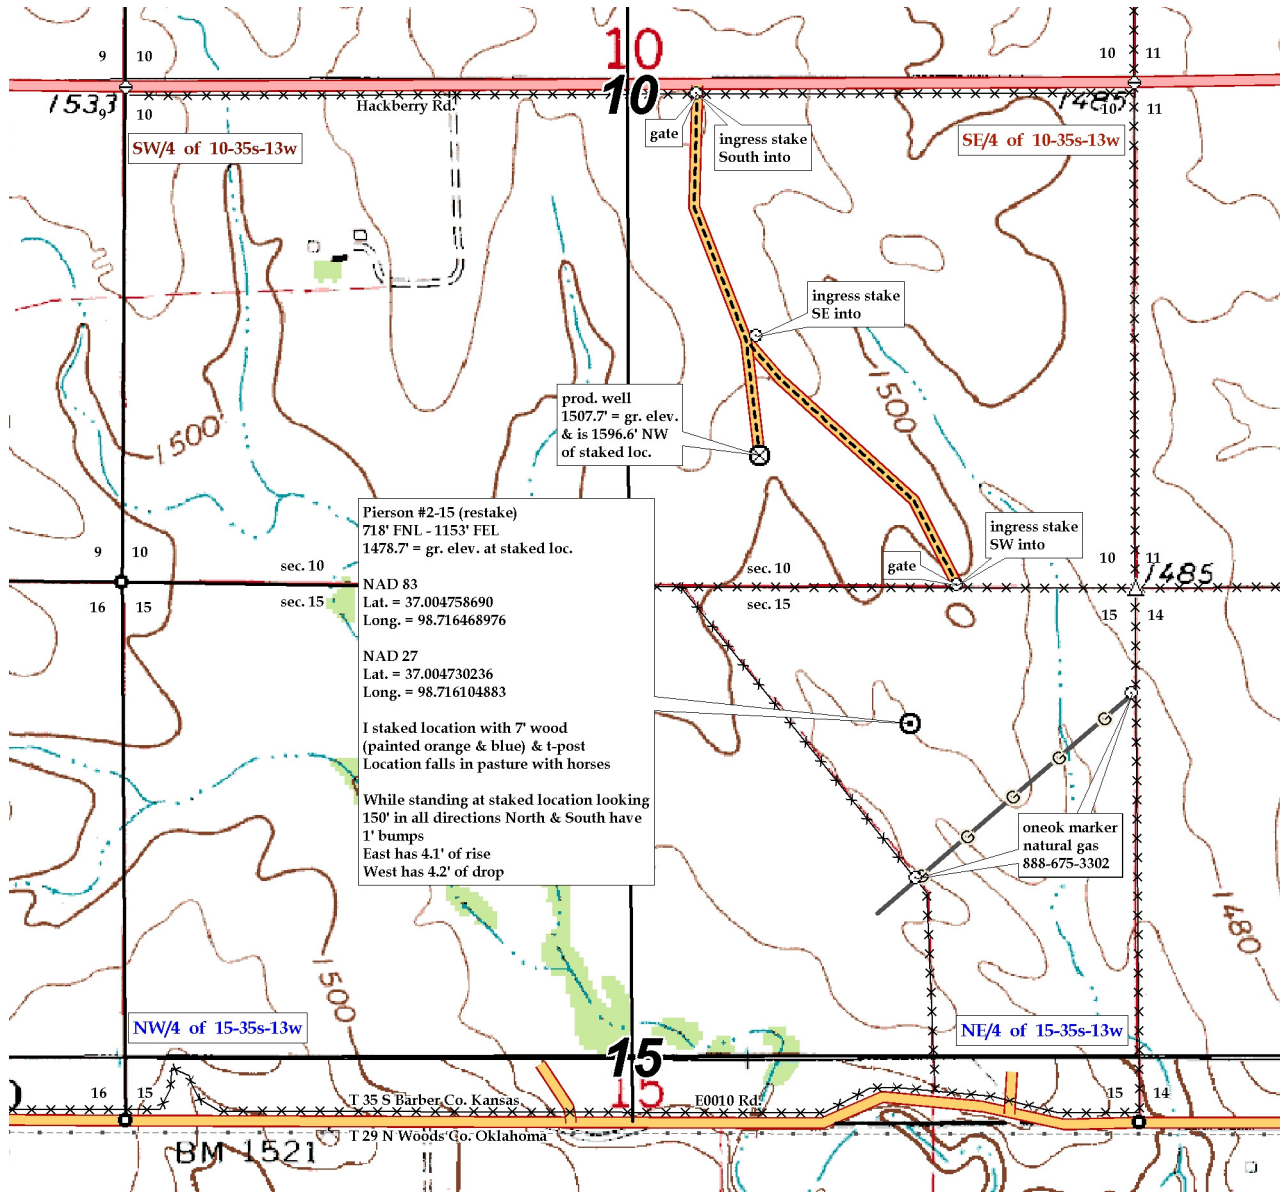 10
9 10
10 11
1533
10
1485
9 10
10 11
Hackberry Rd.
SW/4 of 10-35s-13w
gate
ingress stake
South into
SE/4 of 10-35s-13w
ingress stake
SE into
prod. well
1507.7' = gr. elev.
& is 1596.6' NW
of staked loc.
1500
1500
Pierson #2-15 (restake)
718' FNL - 1153' FEL
1478.7' = gr. elev. at staked loc.
NAD 83
Lat. = 37.004758690
Long. = 98.716468976
NAD 27
Lat. = 37.004730236
Long. = 98.716104883
I staked location with 7' wood
(painted orange & blue) & t-post
Location falls in pasture with horses
While standing at staked location looking
150' in all directions North & South have
1' bumps
East has 4.1' of rise
West has 4.2' of drop
ingress stake
SW into
9 10
sec. 10
sec. 10
gate
10 11
1485
16 15
sec. 15
sec. 15
15 14
oneok marker
natural gas
888-675-3302
1480
1500
NW/4 of 15-35s-13w
NE/4 of 15-35s-13w
15
16 15
15
15 14
T 35 S Barber Co. Kansas
E0010 Rd.
T 29 N Woods Co. Oklahoma
BM 1521